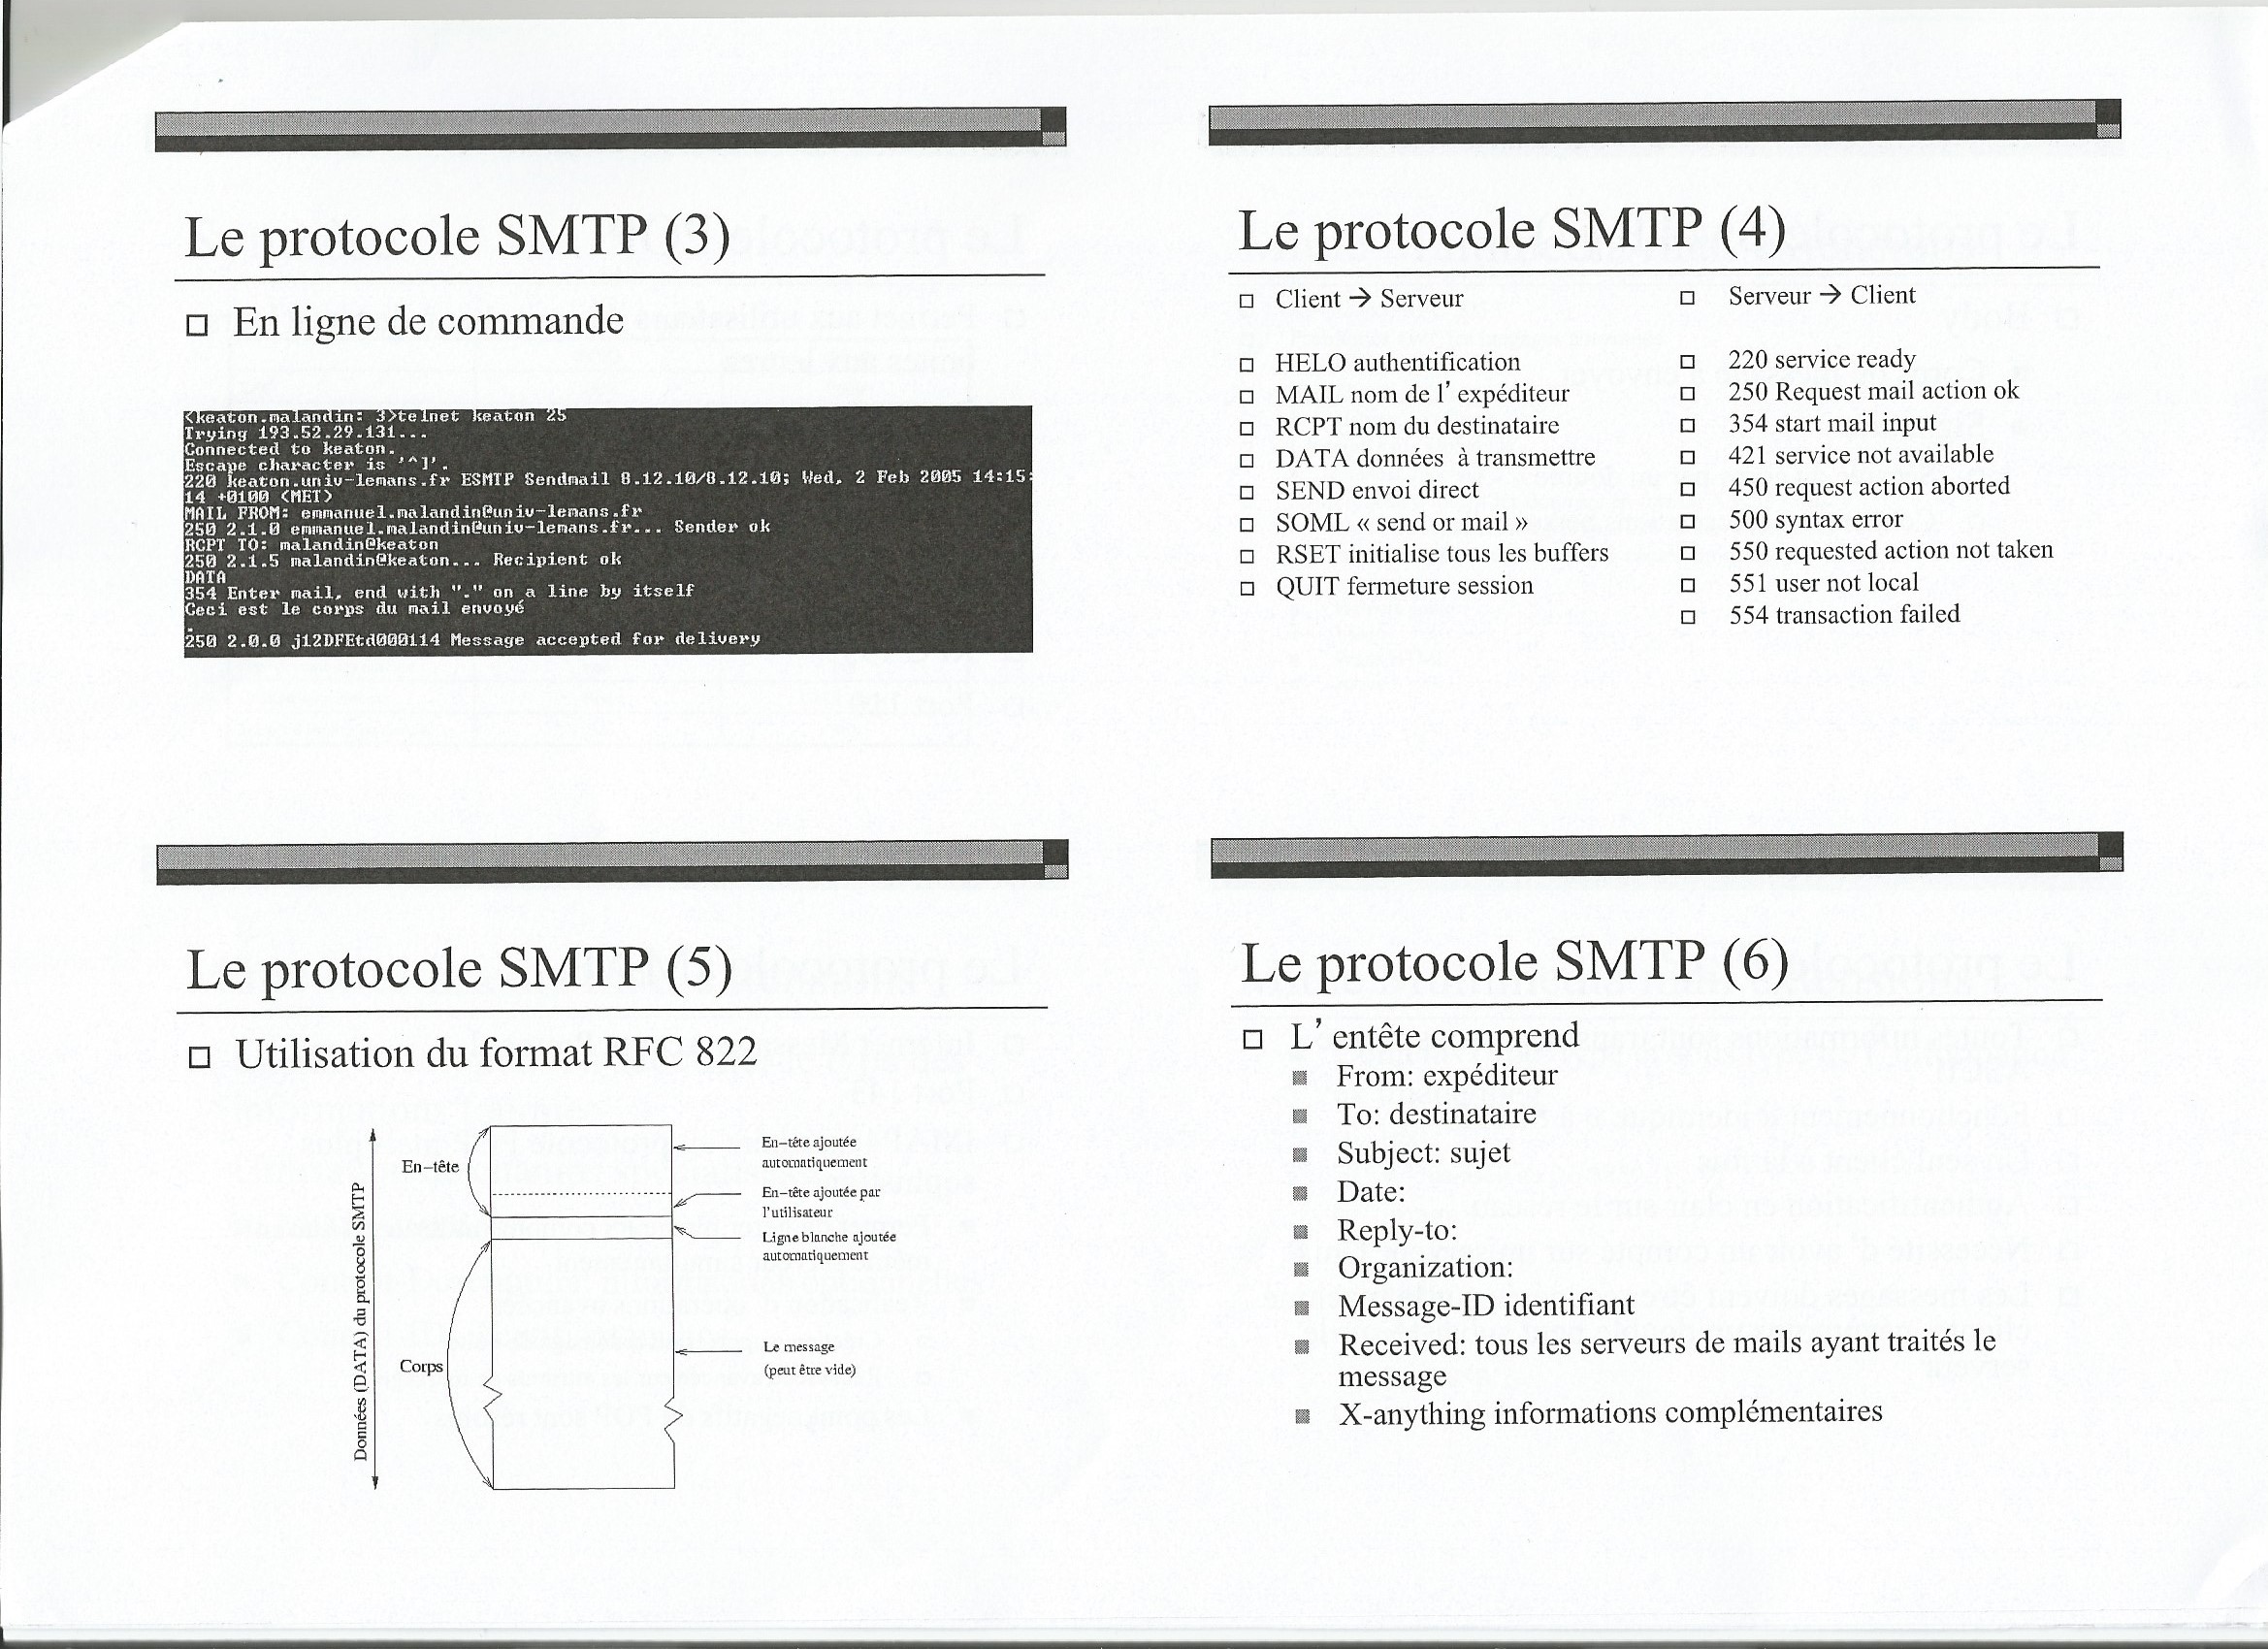 Le protocole SMTP (3)
En ligne de commande
<keaton.malandin: 3>telnet keaton 25
Trying 193.52.29.131...
Connected to keaton.
Escape character is '^]'.
220 keaton.univ-lemans.fr ESMTP Sendmail 8.12.10/8.12.10; Wed, 2 Feb 2005 14:15:
14 +0100 (MET)
MAIL FROM: emmanuel.malandin@univ-lemans.fr
250 2.1.0 emmanuel.malandin@univ-lemans.fr... Sender ok
RCPT TO: malandin@keaton
250 2.1.5 malandin@keaton... Recipient ok
DATA
354 Enter mail, end with "." on a line by itself
Ceci est le corps du mail envoyé
.
250 2.0.0 j12DFEtd000114 Message accepted for delivery
Le protocole SMTP (4)
Client → Serveur
HELO authentification
MAIL nom de l’ expéditeur
RCPT nom du destinataire
DATA données à transmettre
SEND envoi direct
SOML « send or mail »
RSET initialise tous les buffers
QUIT fermeture session
Serveur → Client
220 service ready
250 Request mail action ok
354 start mail input
421 service not available
450 request action aborted
500 syntax error
550 requested action not taken
551 user not local
554 transaction failed
Le protocole SMTP (5)
Utilisation du format RFC 822
Données (DATA) du protocole SMTP
En-tête
Corps
En-tête ajoutée
automatiquement
En-tête ajoutée par
l'utilisateur
Ligne blanche ajoutée
automatiquement
Le message
(peut être vide)
Le protocole SMTP (6)
L’ entête comprend
From: expéditeur
To: destinataire
Subject: sujet
Date:
Reply-to:
Organization:
Message-ID identifiant
Received: tous les serveurs de mails ayant traités le
message
X-anything informations complémentaires